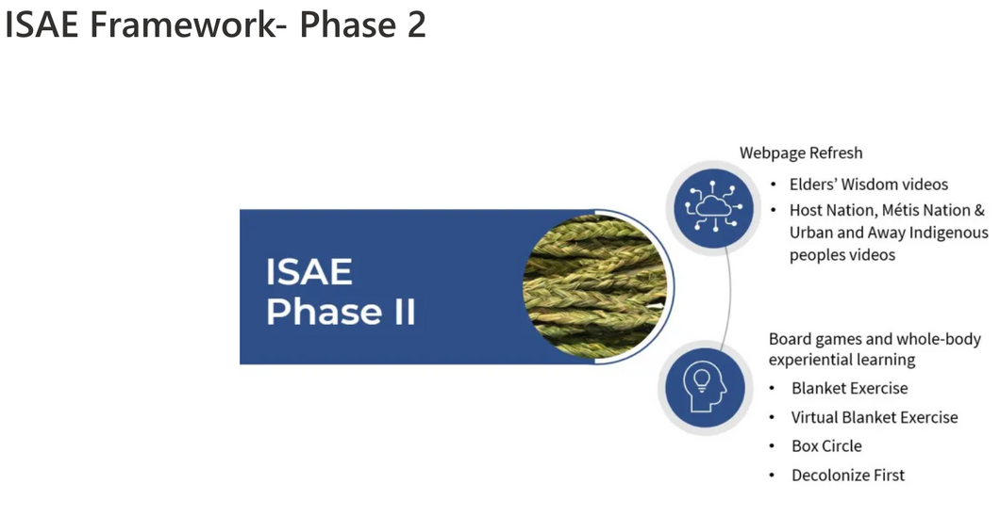 ISAE Framework- Phase 2
ISAE
Phase II
Webpage Refresh
• Elders' Wisdom videos
• Host Nation, Métis Nation &
Urban and Away Indigenous
peoples videos
Board games and whole-body
experiential learning
• Blanket Exercise
• Virtual Blanket Exercise
• Box Circle
• Decolonize First